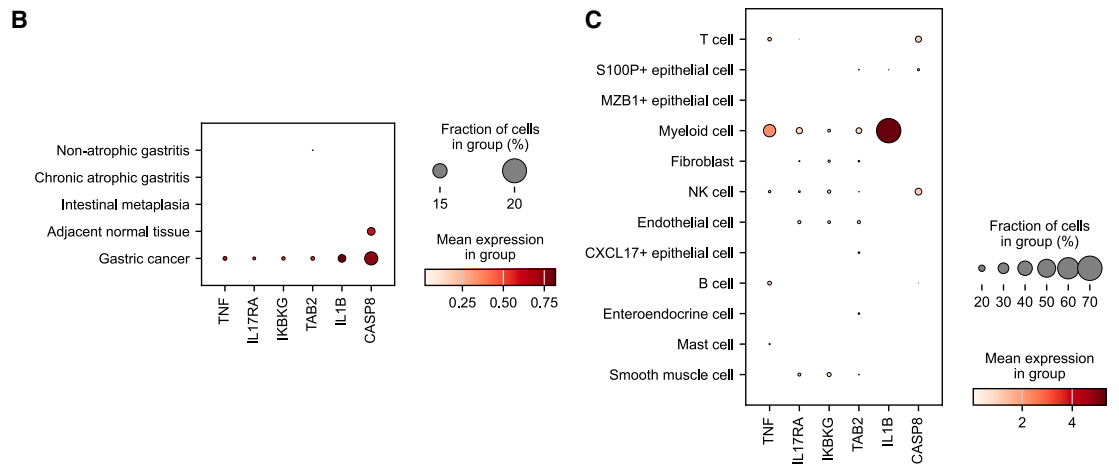 B
Non-atrophic gastritis
Chronic atrophic gastritis
Intestinal metaplasia
Adjacent normal tissue
Gastric cancer
TNF
IL17RA
IKBKG
TAB2
IL1B
CASP8
Fraction of cells
in group (%)
15 20
Mean expression
in group
0.25 0.50 0.75
C
T cell
S100P+ epithelial cell
MZB1+ epithelial cell
Myeloid cell
Fibroblast
NK cell
Endothelial cell
CXCL17+ epithelial cell
B cell
Enteroendocrine cell
Mast cell
Smooth muscle cell
TNF
IL17RA
IKBKG
TAB2
IL1B
CASP8
Fraction of cells
in group (%)
20 30 40 50 60 70
Mean expression
in group
2 4